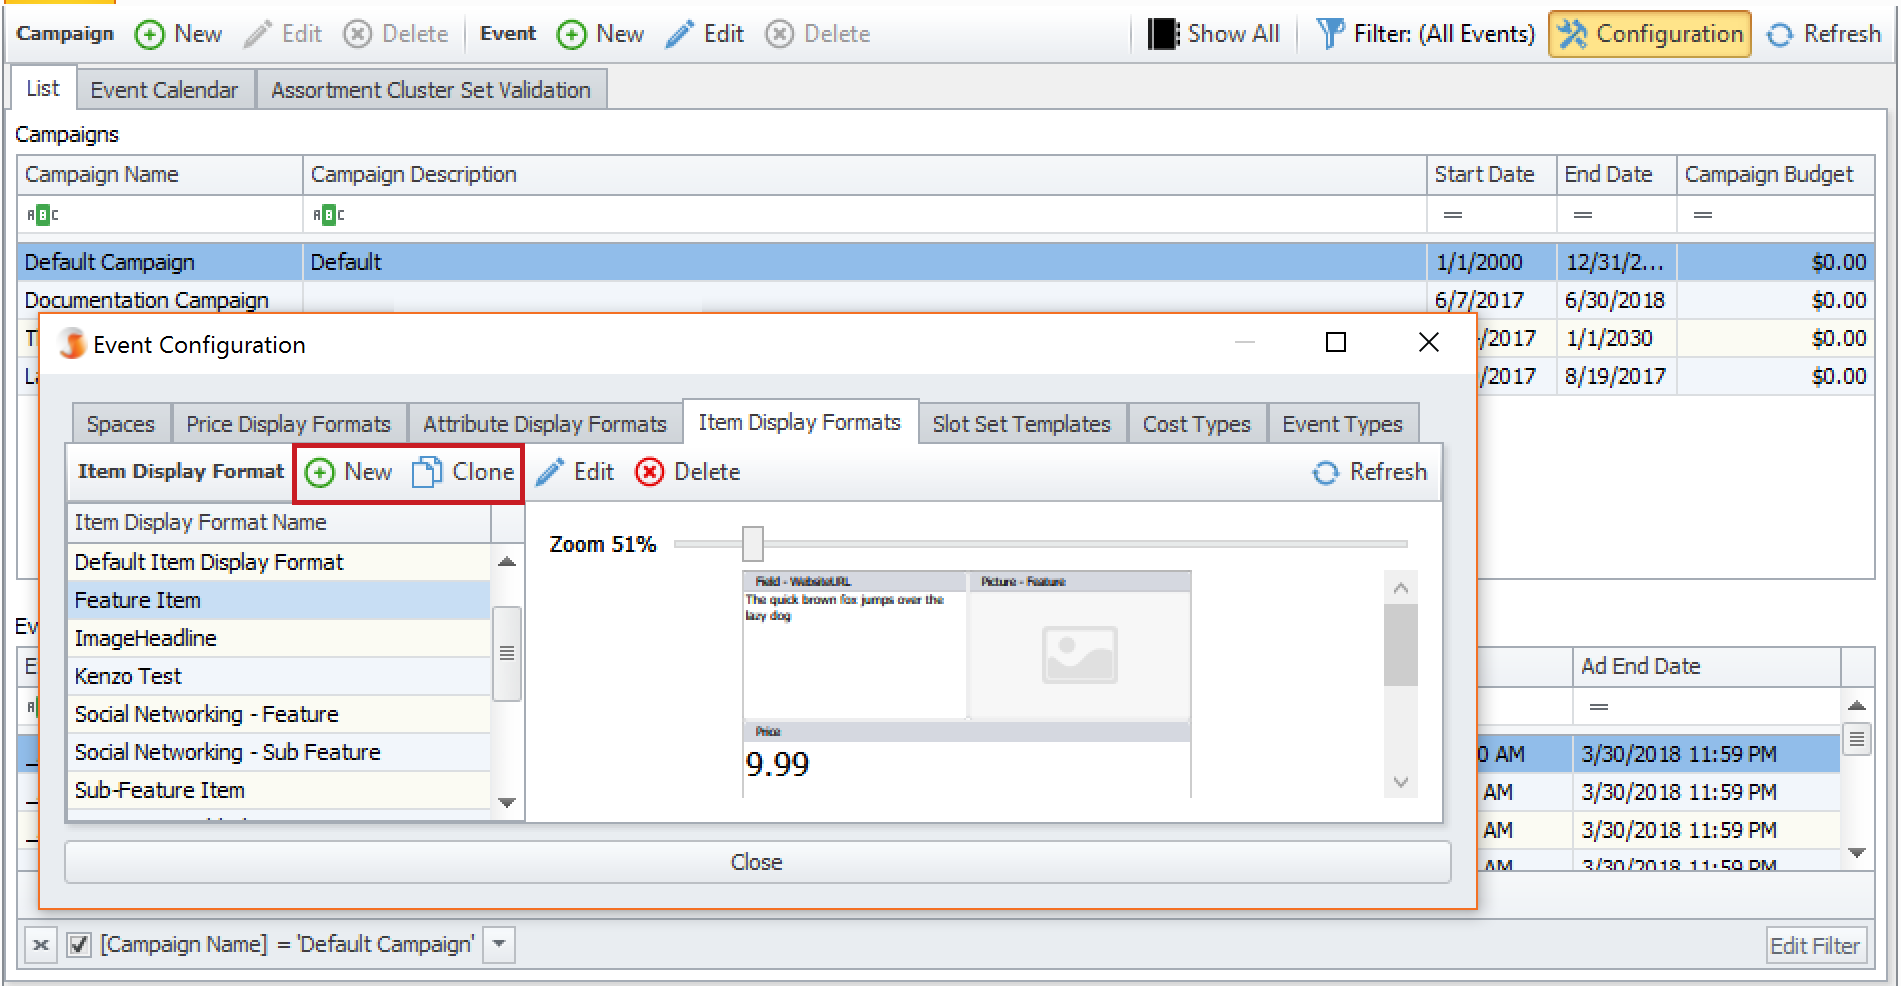 Campaign New Edit Delete Event New Edit Delete Show All Filter: (All Events) Configuration Refresh
List Event Calendar Assortment Cluster Set Validation
Campaigns
Campaign Name Campaign Description Start Date End Date Campaign Budget
ABC ABC = = =
Default Campaign Default 1/1/2000 12/31/2... $0.00
Documentation Campaign 6/7/2017 6/30/2018 $0.00
/2017 1/1/2030 $0.00
/2017 8/19/2017 $0.00
Event Configuration
Spaces Price Display Formats Attribute Display Formats Item Display Formats Slot Set Templates Cost Types Event Types
Item Display Format New Clone Edit Delete Refresh
Item Display Format Name
Default Item Display Format
Feature Item
ImageHeadline
Kenzo Test
Social Networking - Feature
Social Networking - Sub Feature
Sub-Feature Item
Zoom 51%
Field - WebsiteURL Picture - Feature
The quick brown fox jumps over the
lazy dog
Price
9.99
Close
Ad End Date
=
0 AM 3/30/2018 11:59 PM
AM 3/30/2018 11:59 PM
AM 3/30/2018 11:59 PM
AM 3/30/2018 11:59 PM
[Campaign Name] = 'Default Campaign' Edit Filter